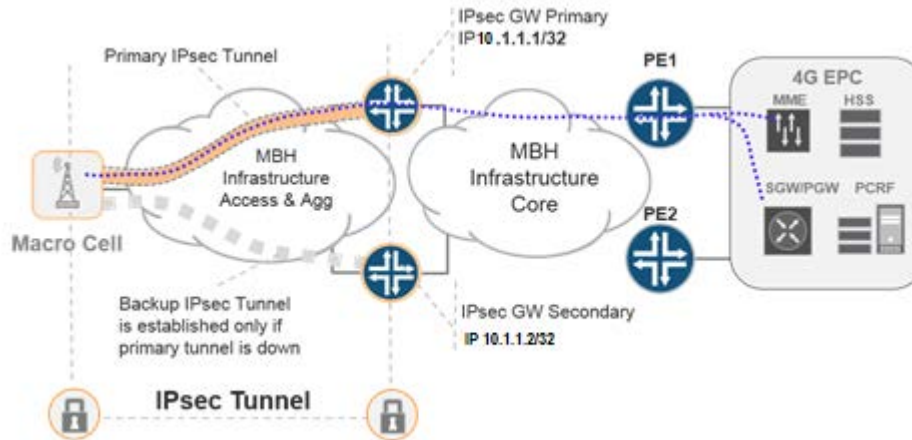 IPsec GW Primary
IP10.1.1.1/32
Primary IPsec Tunnel
PE1
4G EPC
MME
HSS
MBH
Infrastructure
Access & Agg
MBH
Infrastructure
Core
SGW/PGW
PCRF
PE2
Macro Cell
Backup IPsec Tunnel
is established only if
primary tunnel is down
IPsec GW Secondary
IP 10.1.1.2/32
IPsec Tunnel